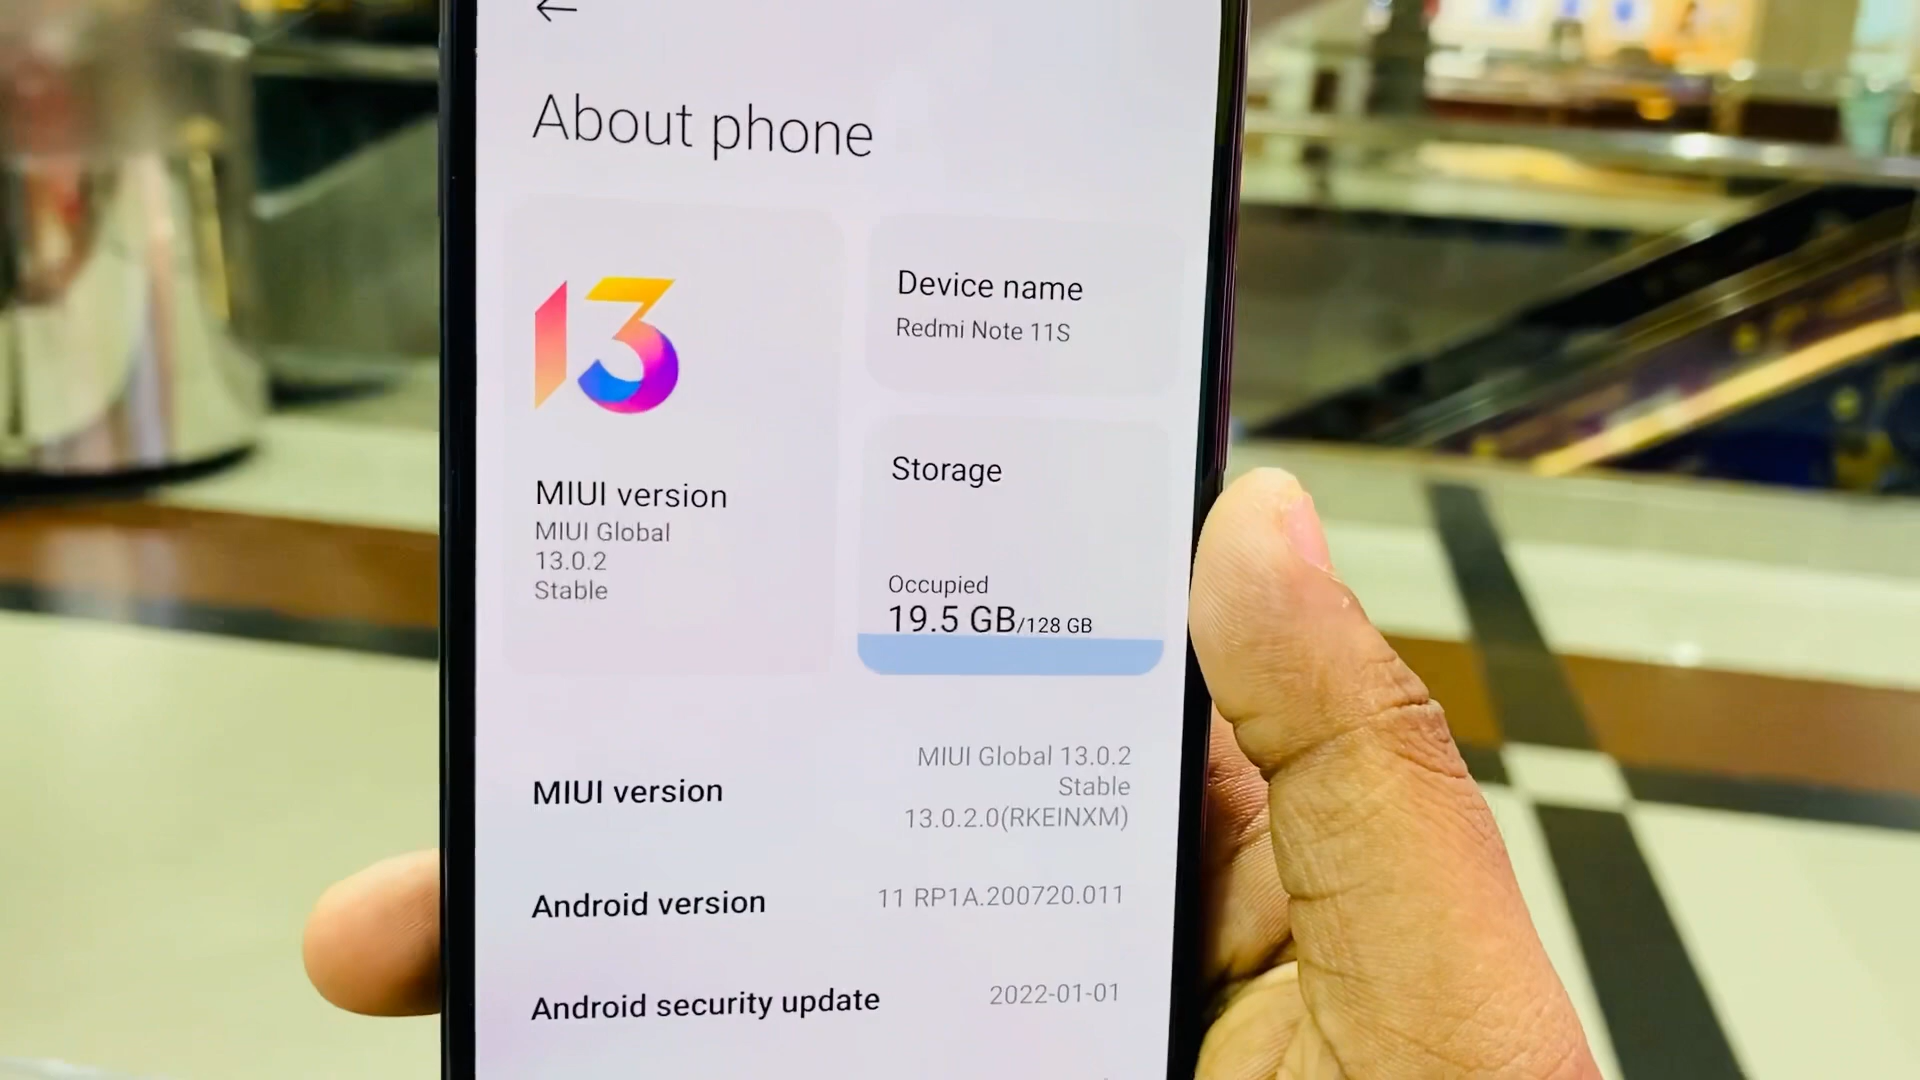 About phone
13
MIUI version
MIUI Global
13.0.2
Stable
Device name
Redmi Note 11S
Storage
Occupied
19.5 GB/128 GB
MIUI version
MIUI Global 13.0.2
Stable
13.0.2.0(RKEINXM)
Android version
11 RP1A.200720.011
Android security update
2022-01-01